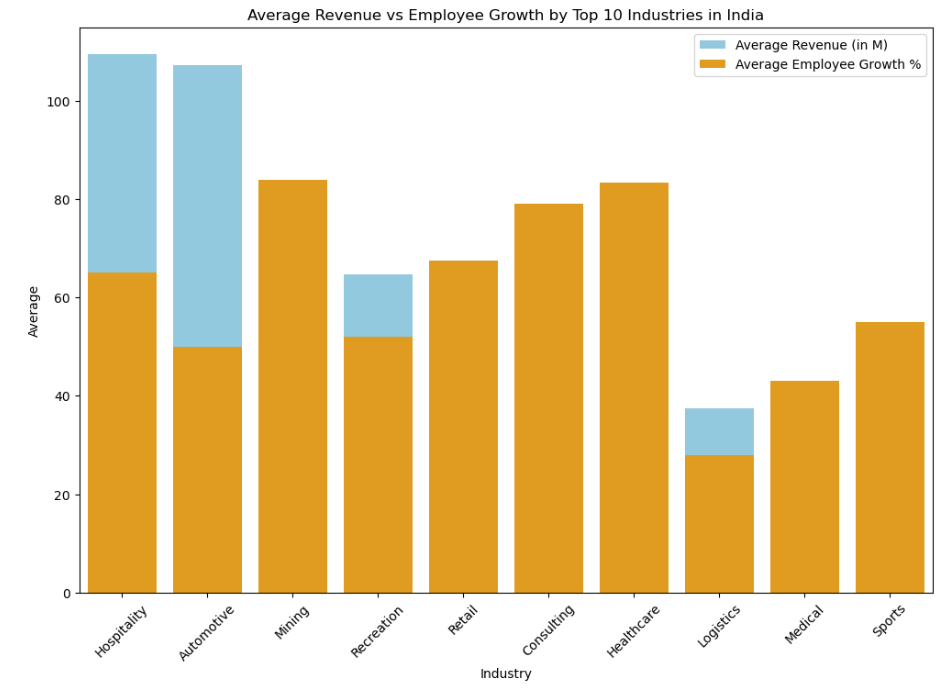 Average Revenue vs Employee Growth by Top 10 Industries in India
Average Revenue (in M)
Average Employee Growth %
Average
100
80
60
40
20
0
Hospitality
Automotive
Mining
Recreation
Retail
Consulting
Healthcare
Logistics
Medical
Sports
Industry